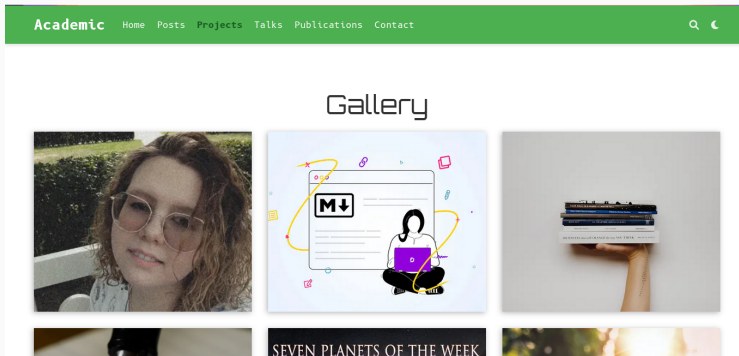 Academic Home Posts Projects Talks Publications Contact
Gallery
M
SEVEN PLANETS OF THE WEEK